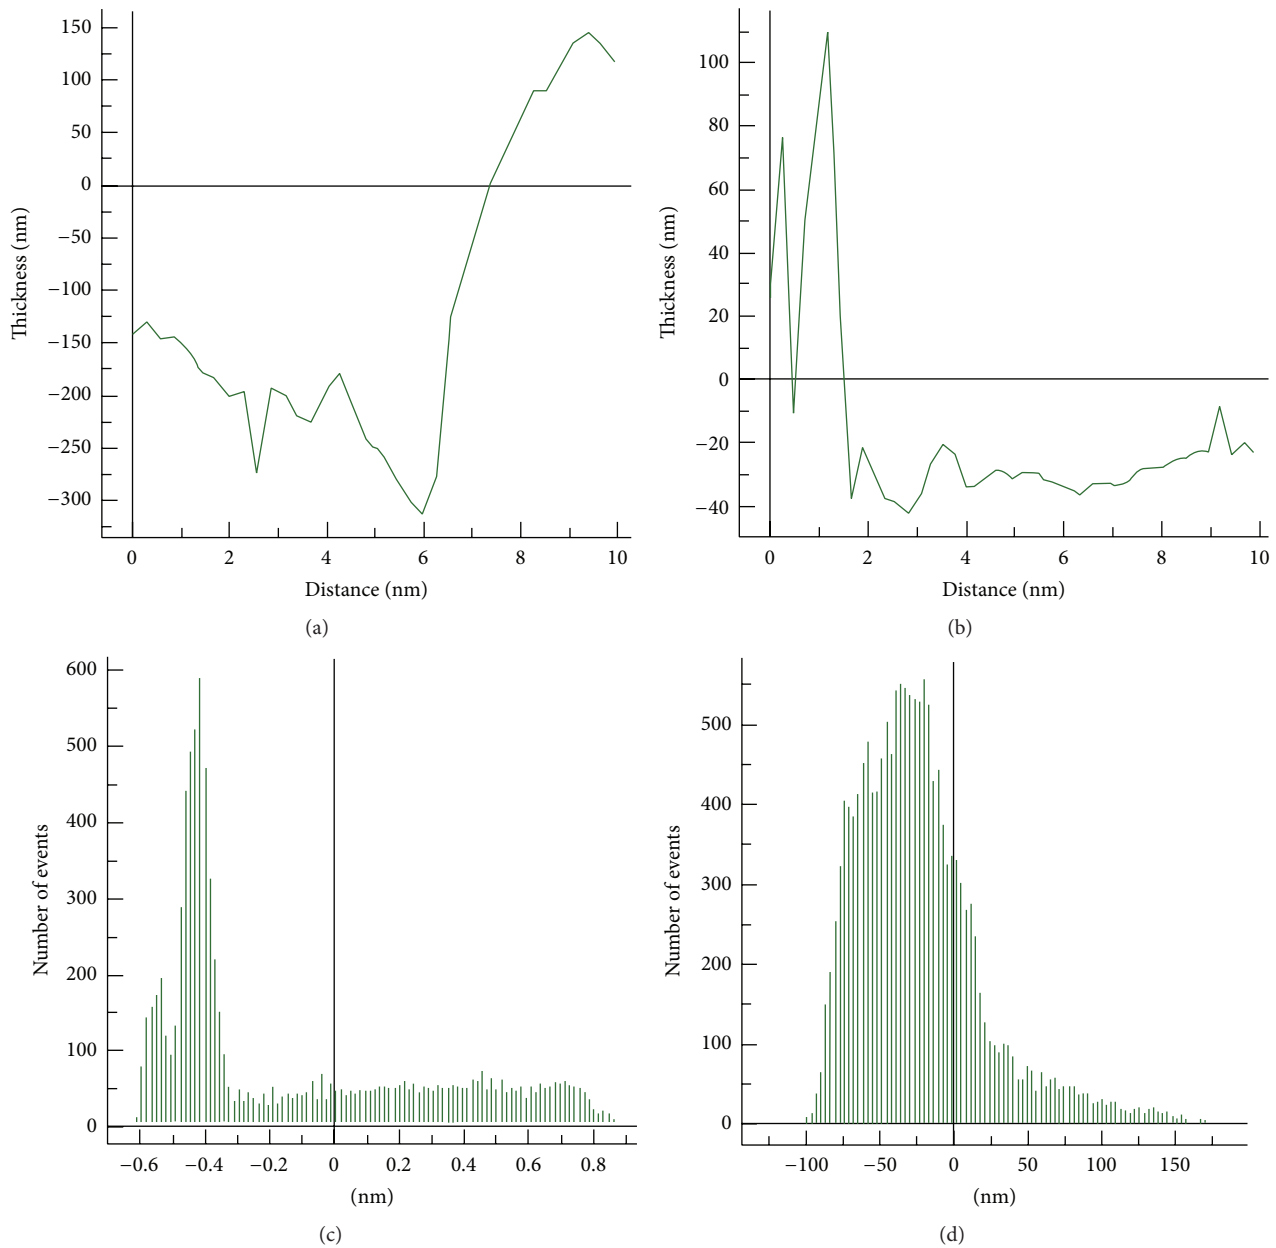 150
100
50
0
−50
−100
−150
−200
−250
−300
Thickness (nm)
0 2 4 6 8 10
Distance (nm)
(a)
100
80
60
40
20
0
−20
−40
Thickness (nm)
0 2 4 6 8 10
Distance (nm)
(b)
600
500
400
300
200
100
0
Number of events
−0.6 −0.4 −0.2 0 0.2 0.4 0.6 0.8
(nm)
(c)
500
400
300
200
100
0
Number of events
−100 −50 0 50 100 150
(nm)
(d)